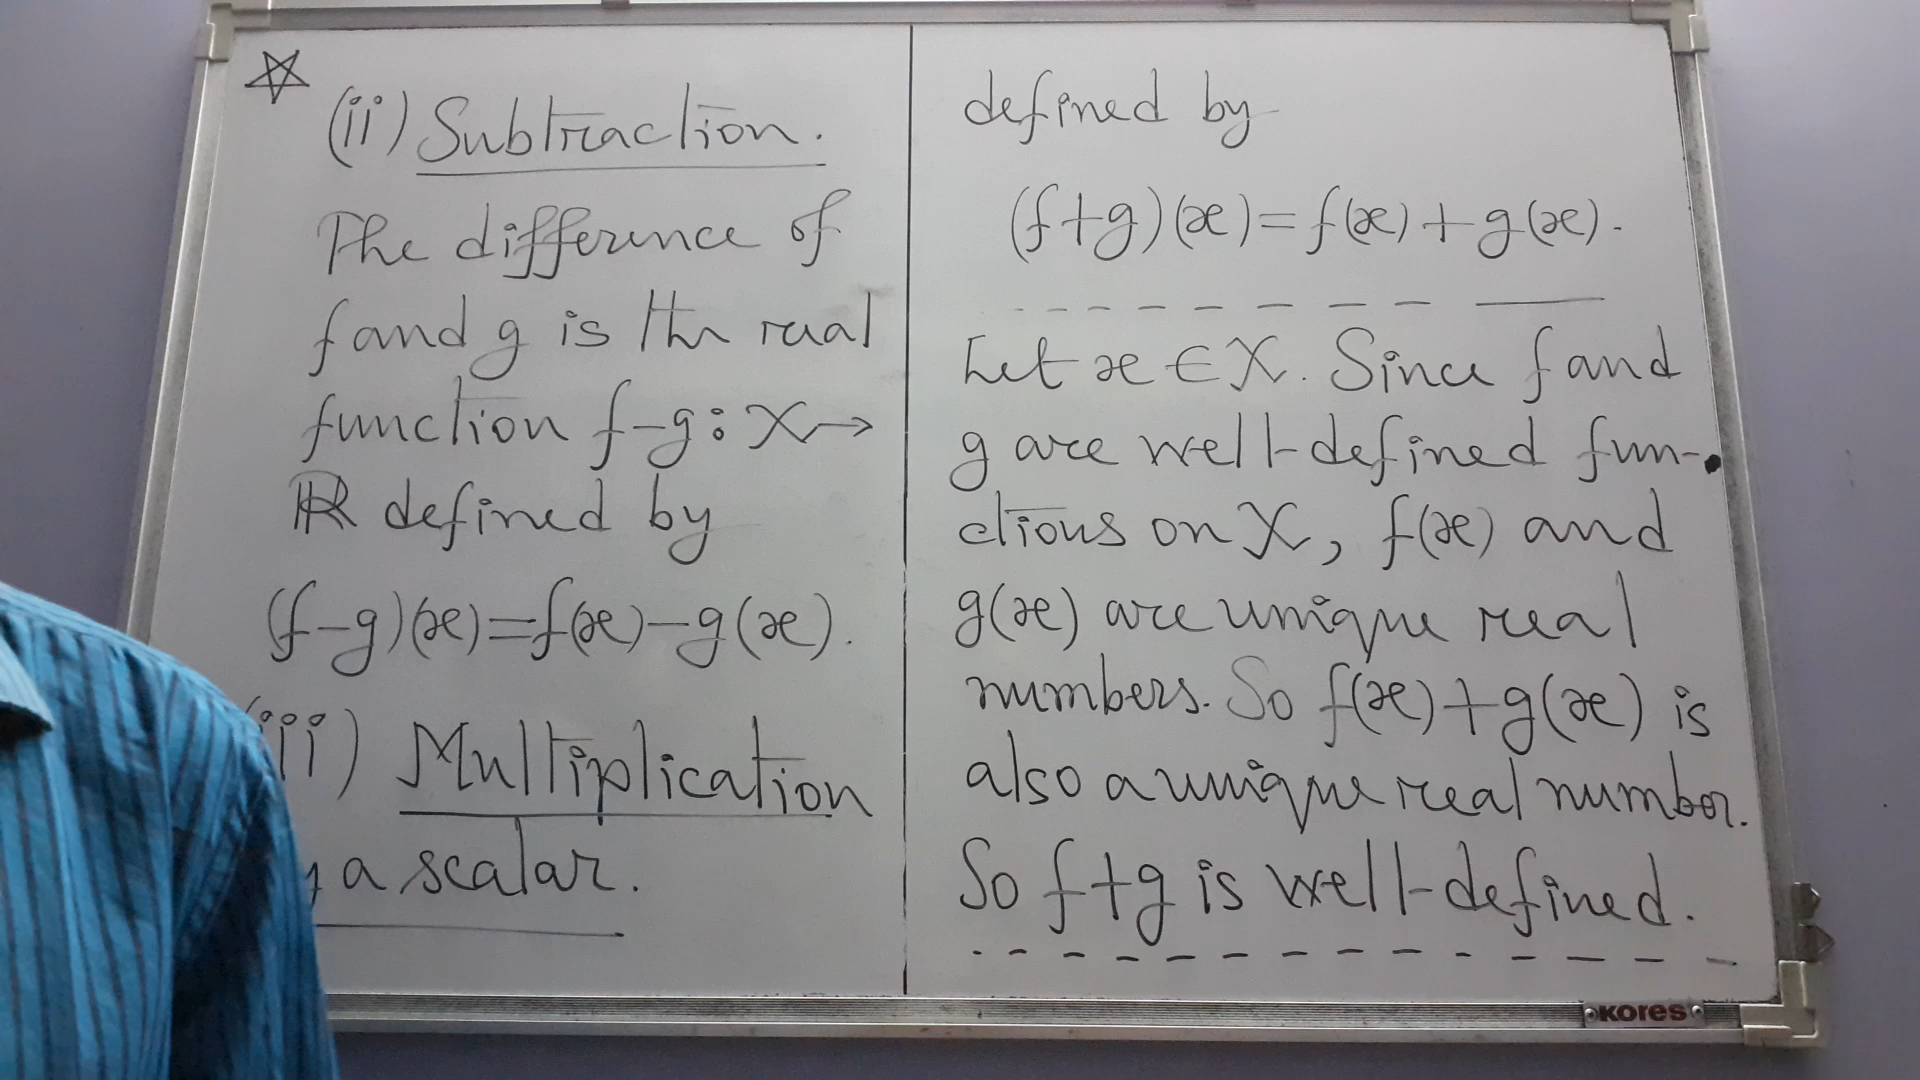 (ii) Subtraction.
The difference of
f and g is the real
function f-g: X→
ℝ defined by
(f-g)(x)=f(x)-g(x).
(iii) Multiplication
a scalar.
defined by
(f+g)(x)=f(x)+g(x).
Let x∈X. Since f and
g are well-defined fun-
ctions on X, f(x) and
g(x) are unique real
numbers. So f(x)+g(x) is
also a unique real number.
So f+g is well-defined.
KORES